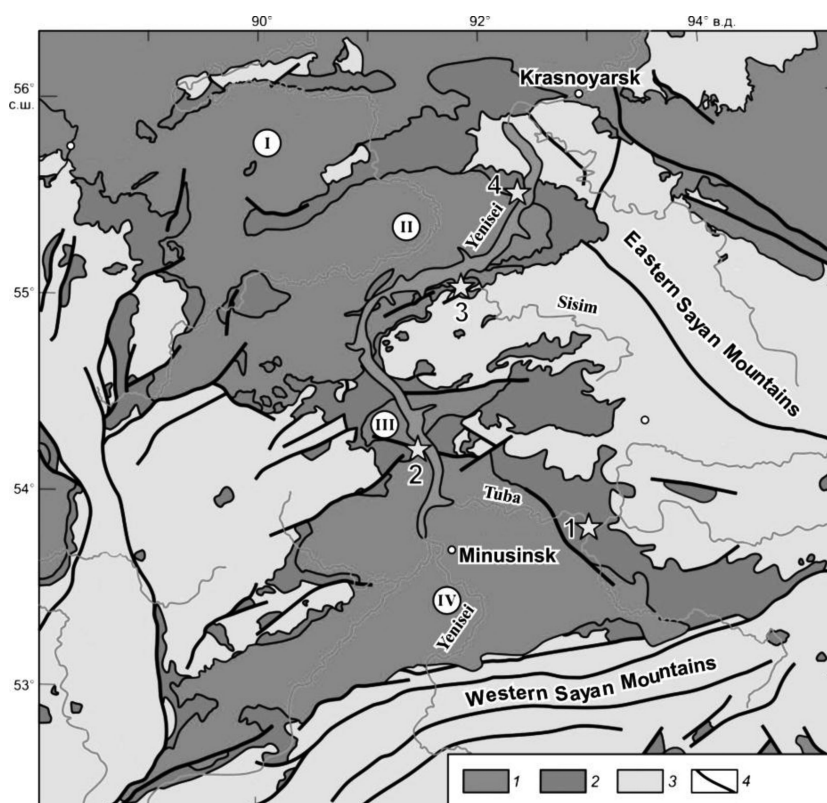 90°
92°
94° в.д.
56°
с.ш.
Krasnoyarsk
I
4
II
Yenisei
Eastern Sayan Mountains
55°
3
Sisim
III
2
54°
Tuba
1
Minusinsk
IV
Yenisei
53°
Western Sayan Mountains
1
2
3
4